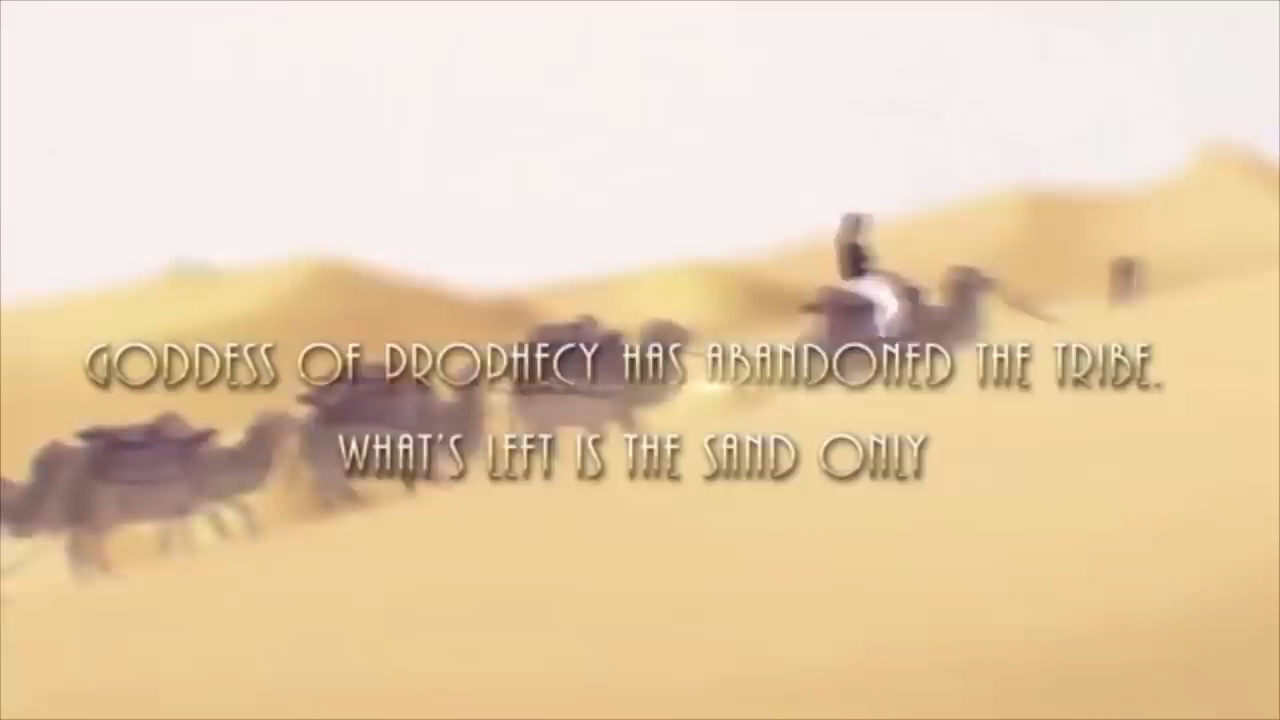 GODDESS OF PROPHECY HAS ABANDONED THE TRIBE.
WHAT'S LEFT IS THE SAND ONLY